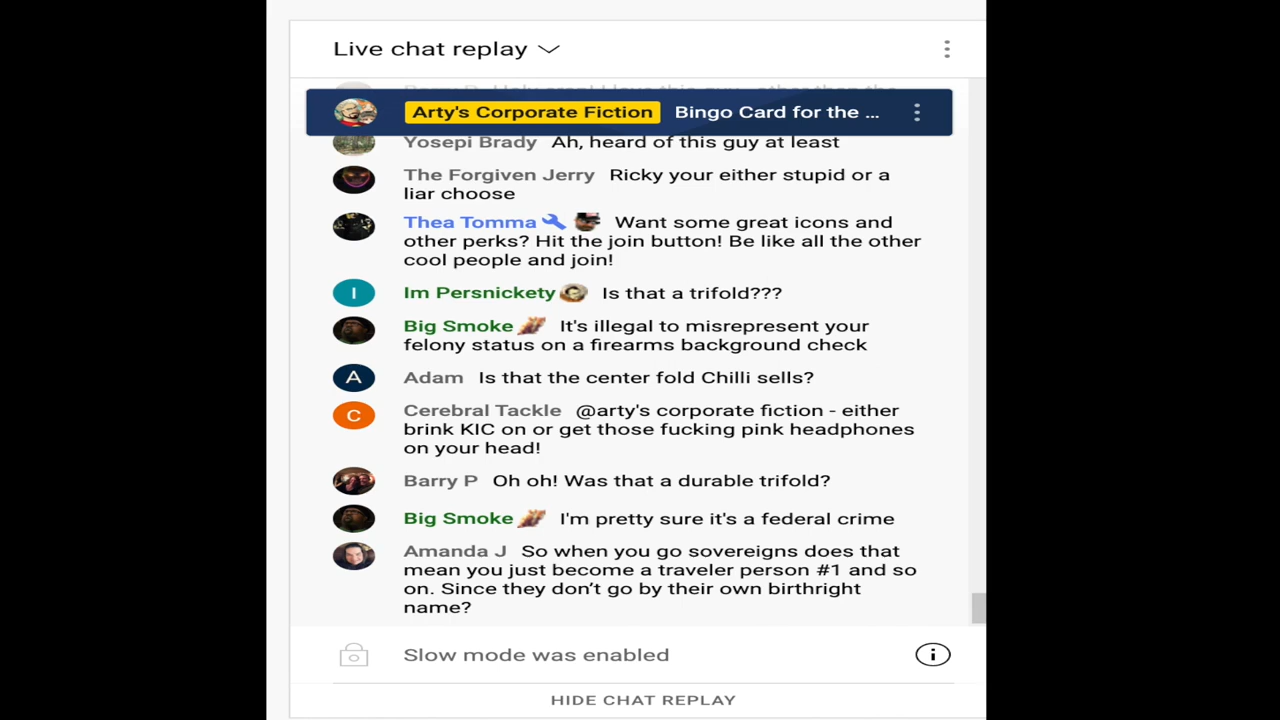 Live chat replay
Arty's Corporate Fiction Bingo Card for the ...
Yosepi Brady Ah, heard of this guy at least
The Forgiven Jerry Ricky your either stupid or a
liar choose
Thea Tomma Want some great icons and
other perks? Hit the join button! Be like all the other
cool people and join!
I
Im Persnickety Is that a trifold???
Big Smoke It's illegal to misrepresent your
felony status on a firearms background check
A
Adam Is that the center fold Chilli sells?
C
Cerebral Tackle @arty's corporate fiction - either
brink KIC on or get those fucking pink headphones
on your head!
Barry P Oh oh! Was that a durable trifold?
Big Smoke I'm pretty sure it's a federal crime
Amanda J So when you go sovereigns does that
mean you just become a traveler person #1 and so
on. Since they don't go by their own birthright
name?
Slow mode was enabled
HIDE CHAT REPLAY